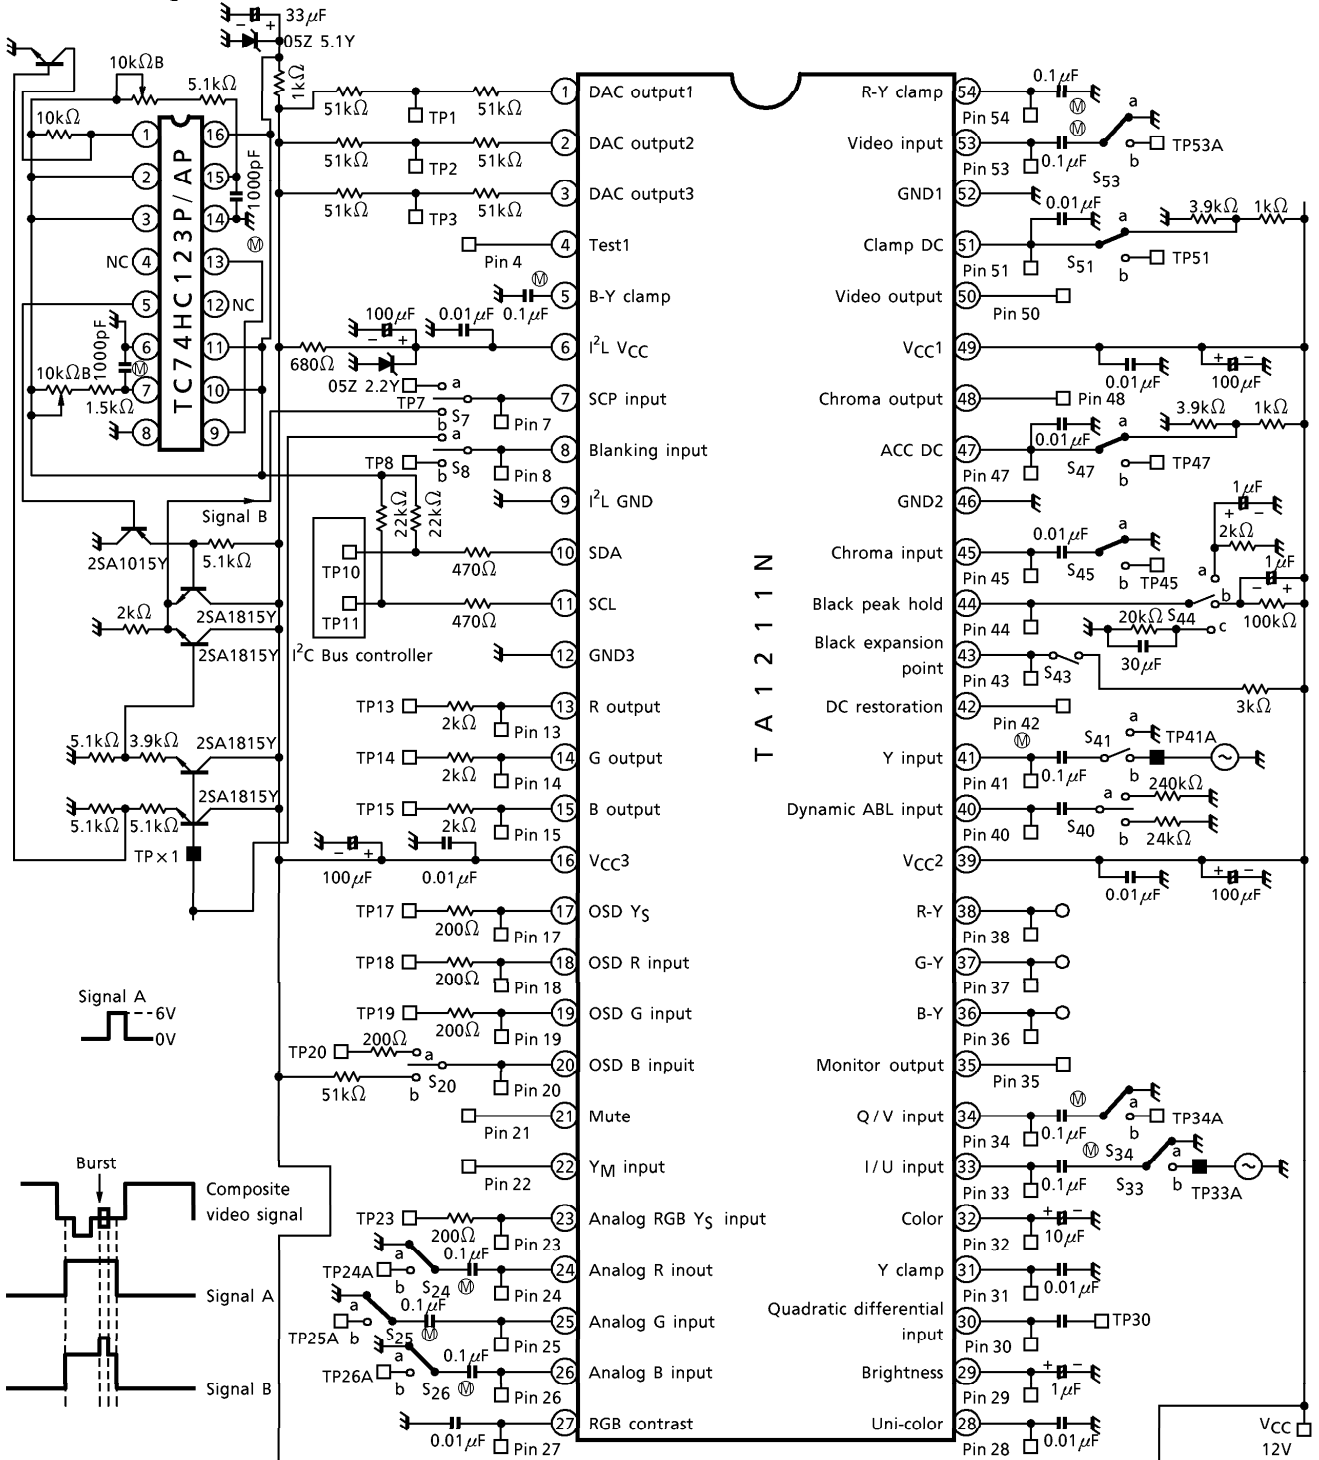 33μF
− +
05Z 5.1Y
1kΩ
10kΩB
5.1kΩ
10kΩ
1 16
2 15
3 14
NC 4 13
5 12 NC
6 11
7 10
8 9
TC74HC123P/AP
1000pF
Ⓜ
1000pF
Ⓜ
10kΩB
1.5kΩ
51kΩ TP1 51kΩ
51kΩ TP2 51kΩ
51kΩ TP3 51kΩ
Pin 4
Ⓜ
0.1μF
100μF
− +
0.01μF
680Ω
05Z 2.2Y
TP7
a
b
S7
Pin 7
a
TP8
b
S8
Pin 8
Signal B
22kΩ
22kΩ
2SA1015Y
5.1kΩ
TP10
470Ω
TP11
470Ω
I²C Bus controller
2kΩ
2SA1815Y
2SA1815Y
5.1kΩ
3.9kΩ
2SA1815Y
2SA1815Y
5.1kΩ
5.1kΩ
TP×1
TP13
2kΩ
Pin 13
TP14
2kΩ
Pin 14
TP15
2kΩ
Pin 15
− +
100μF
0.01μF
TP17
200Ω
Pin 17
TP18
200Ω
Pin 18
TP19
200Ω
Pin 19
TP20
200Ω
a
S20
b
51kΩ
Pin 20
Pin 21
Pin 22
TP23
200Ω
Pin 23
a
0.1μF
TP24A
b
S24
Ⓜ
Pin 24
a
0.1μF
TP25A
b
S25
Ⓜ
Pin 25
a
0.1μF
TP26A
b
S26
Ⓜ
Pin 26
0.01μF
Pin 27
Signal A
6V
0V
Burst
Composite
video signal
Signal A
Signal B
TA1211N
1 DAC output1
2 DAC output2
3 DAC output3
4 Test1
5 B-Y clamp
6 I²L VCC
7 SCP input
8 Blanking input
9 I²L GND
10 SDA
11 SCL
12 GND3
13 R output
14 G output
15 B output
16 VCC3
17 OSD YS
18 OSD R input
19 OSD G input
20 OSD B inpuit
21 Mute
22 YM input
23 Analog RGB YS input
24 Analog R inout
25 Analog G input
26 Analog B input
27 RGB contrast
R-Y clamp 54
Video input 53
GND1 52
Clamp DC 51
Video output 50
VCC1 49
Chroma output 48
ACC DC 47
GND2 46
Chroma input 45
Black peak hold 44
Black expansion
point 43
DC restoration 42
Y input 41
Dynamic ABL input 40
VCC2 39
R-Y 38
G-Y 37
B-Y 36
Monitor output 35
Q/V input 34
I/U input 33
Color 32
Y clamp 31
Quadratic differential
input 30
Brightness 29
Uni-color 28
0.1μF
Ⓜ
Pin 54
Ⓜ
0.1μF
Pin 53
a
b
S53
TP53A
0.01μF
Pin 51
a
S51
b
TP51
3.9kΩ
1kΩ
Pin 50
0.01μF
+ −
100μF
Pin 48
0.01μF
Pin 47
a
S47
b
TP47
3.9kΩ
1kΩ
0.01μF
Pin 45
a
S45
b
TP45
1μF
+ −
2kΩ
a
1μF
− +
b
100kΩ
Pin 44
20kΩ
S44
c
30μF
Pin 43
S43
3kΩ
Pin 42
Ⓜ
0.1μF
Pin 41
S41
a
b
TP41A
Pin 40
S40
a
240kΩ
b
24kΩ
0.01μF
+ −
100μF
Pin 38
Pin 37
Pin 36
Pin 35
Ⓜ
0.1μF
Pin 34
a
b
S34
TP34A
Ⓜ
0.1μF
Pin 33
a
b
S33
TP33A
+ −
10μF
Pin 32
0.01μF
Pin 31
TP30
Pin 30
+ −
1μF
Pin 29
0.01μF
Pin 28
VCC
12V